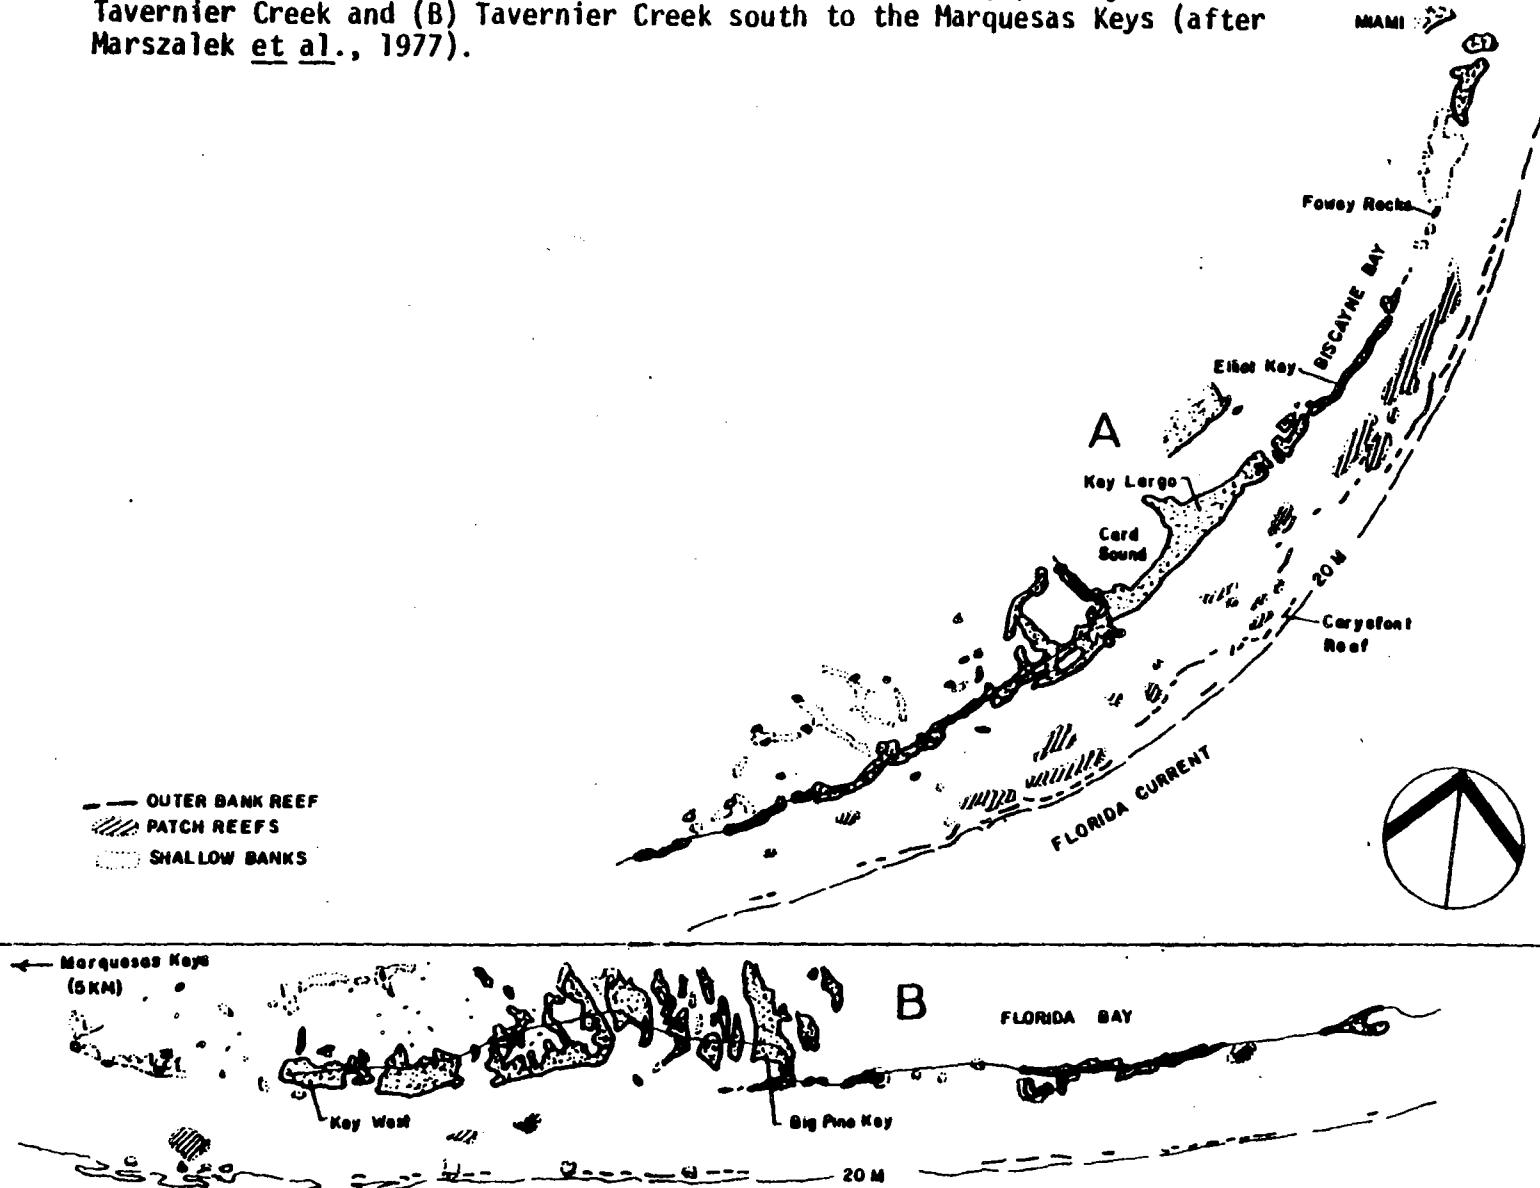 Tavernier Creek and (B) Tavernier Creek south to the Marquesas Keys (after
Marszalek et al., 1977).
MIAMI
Fowey Rocks
BISCAYNE BAY
Elliot Key
A
Key Largo
Card
Sound
20 M
Carysfort
Reef
FLORIDA CURRENT
OUTER BANK REEF
PATCH REEFS
SHALLOW BANKS
Marquesas Keys
(5KM)
B
FLORIDA BAY
Key West
Big Pine Key
20 M